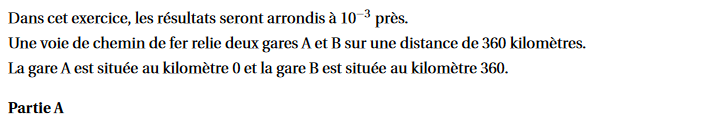 Dans cet exercice, les résultats seront arrondis à 10⁻³ près.
Une voie de chemin de fer relie deux gares A et B sur une distance de 360 kilomètres.
La gare A est située au kilomètre 0 et la gare B est située au kilomètre 360.
Partie A